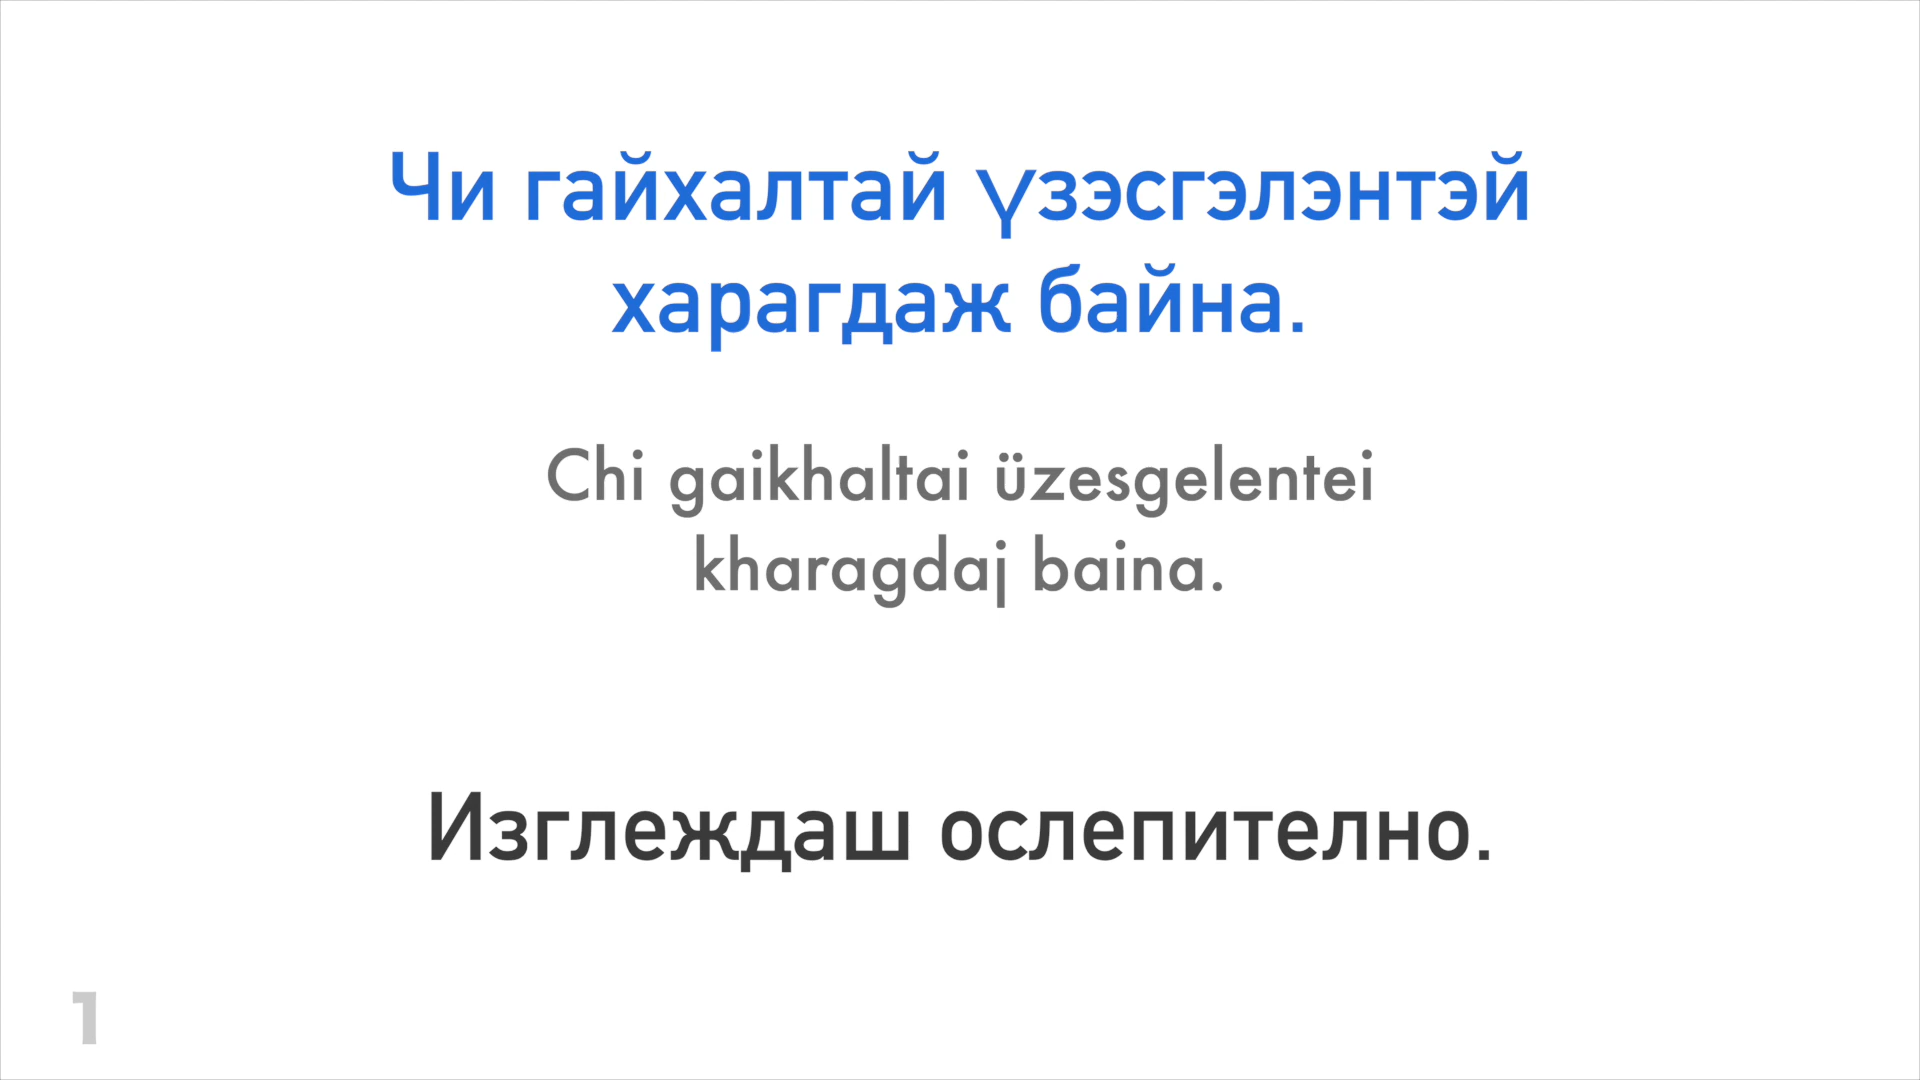 Чи гайхалтай үзэсгэлэнтэй
харагдаж байна.
Chi gaikhaltai üzesgelentei
kharagdaj baina.
Изглеждаш ослепително.
1